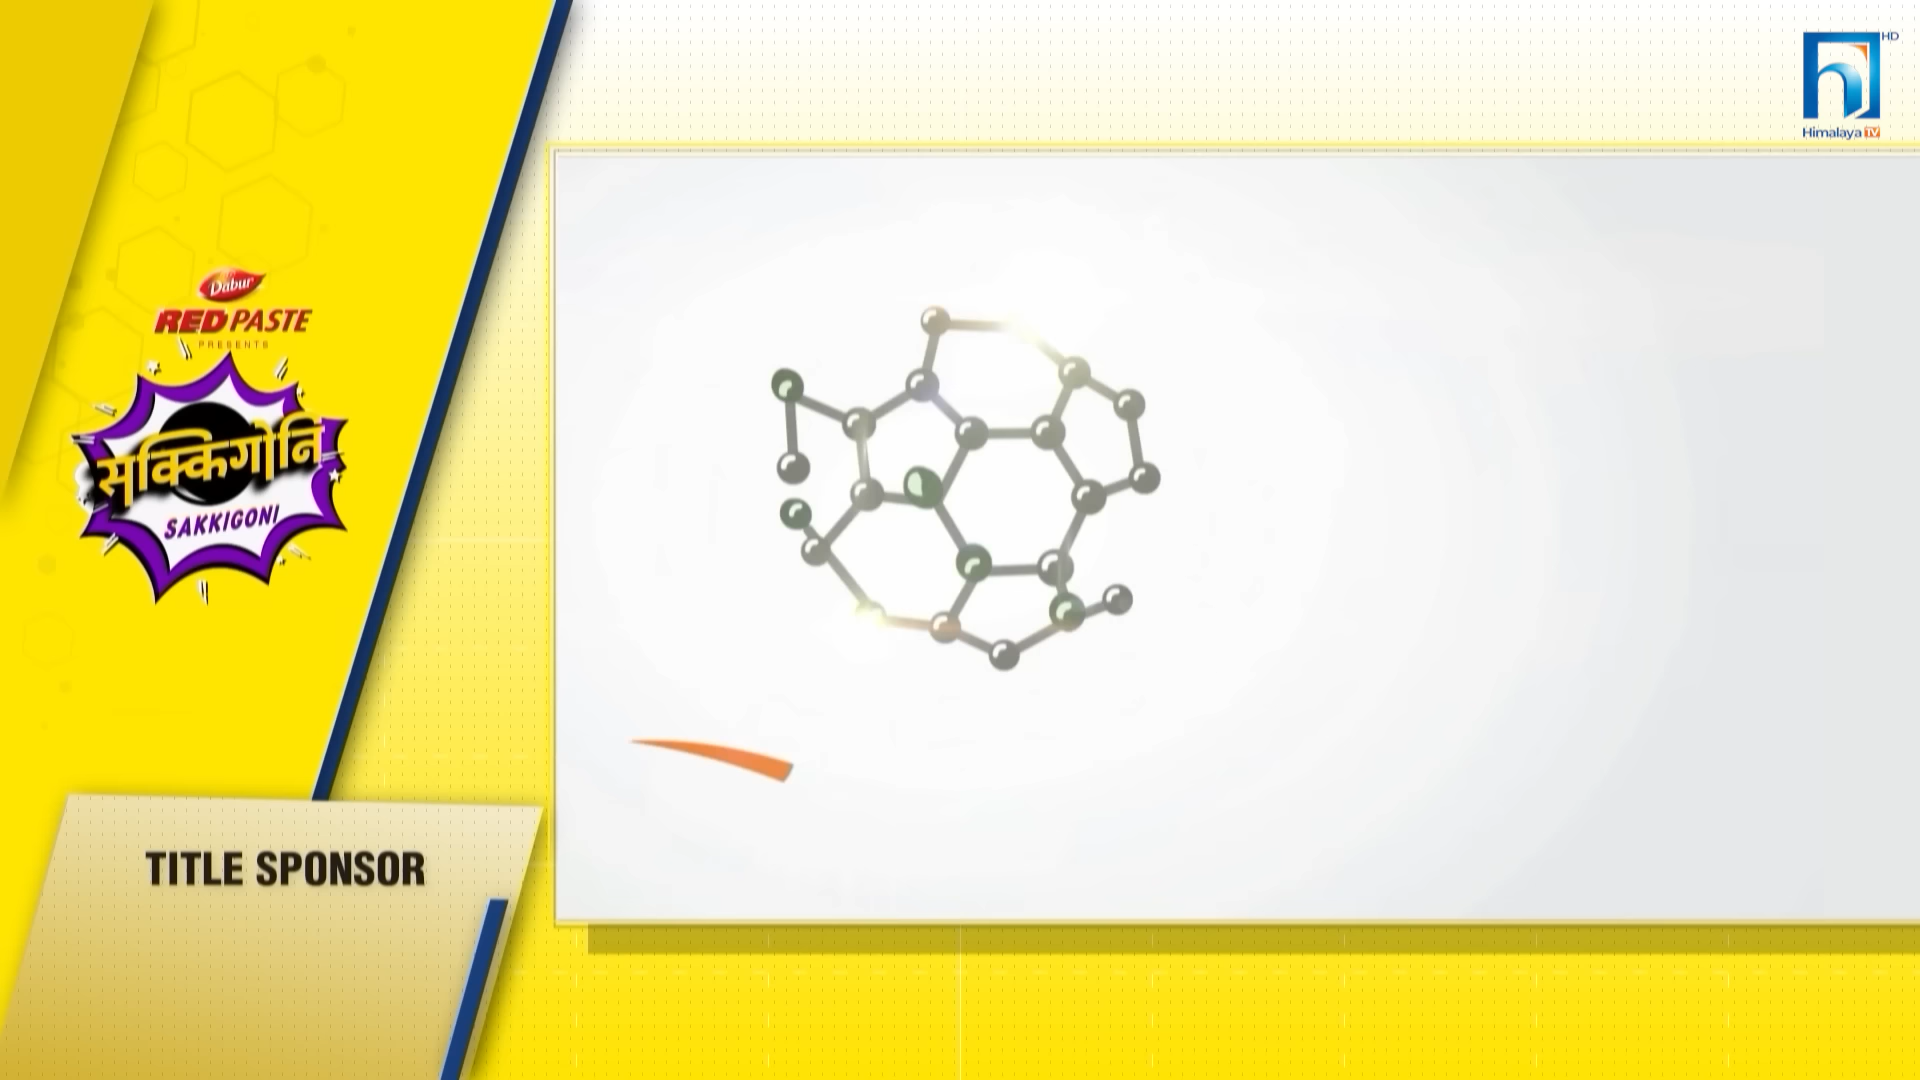 HD
Himalaya TV
Dabur
RED PASTE
PRESENTS
सक्किगोनि
SAKKIGONI
TITLE SPONSOR